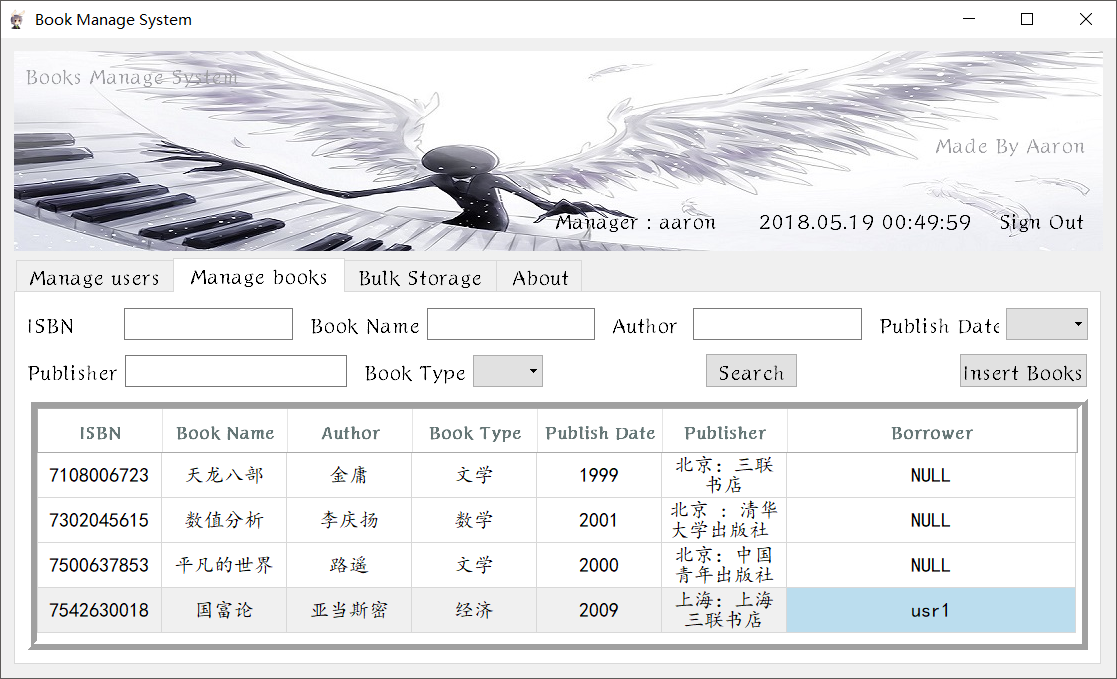 Book Manage System
Books Manage System
Made By Aaron
Manager : aaron 2018.05.19 00:49:59 Sign Out
Manage users Manage books Bulk Storage About
ISBN Book Name Author Publish Date
Publisher Book Type Search Insert Books
ISBN Book Name Author Book Type Publish Date Publisher Borrower
7108006723 天龙八部 金庸 文学 1999 北京：三联书店 NULL
7302045615 数值分析 李庆扬 数学 2001 北京 ：清华大学出版社 NULL
7500637853 平凡的世界 路遥 文学 2000 北京：中国青年出版社 NULL
7542630018 国富论 亚当斯密 经济 2009 上海：上海三联书店 usr1